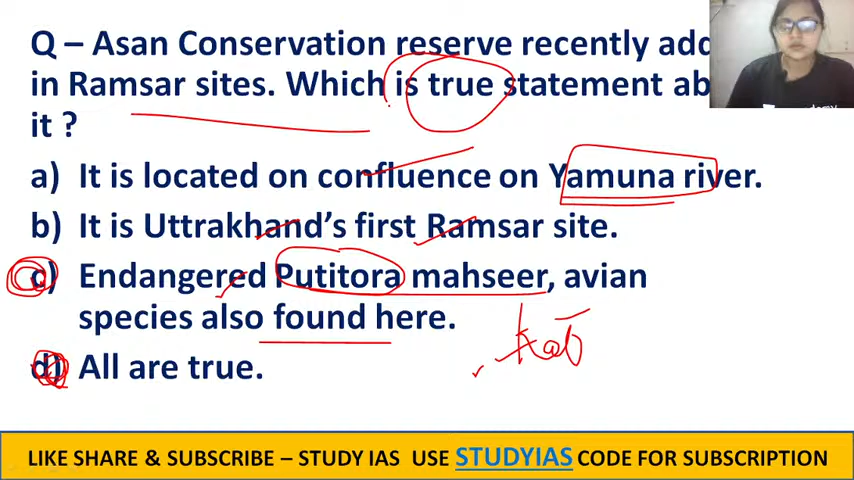 Q – Asan Conservation reserve recently add
in Ramsar sites. Which is true statement ab
it ?
a) It is located on confluence on Yamuna river.
b) It is Uttrakhand's first Ramsar site.
c) Endangered Putitora mahseer, avian
species also found here.
d) All are true.
LIKE SHARE & SUBSCRIBE – STUDY IAS USE STUDYIAS CODE FOR SUBSCRIPTION